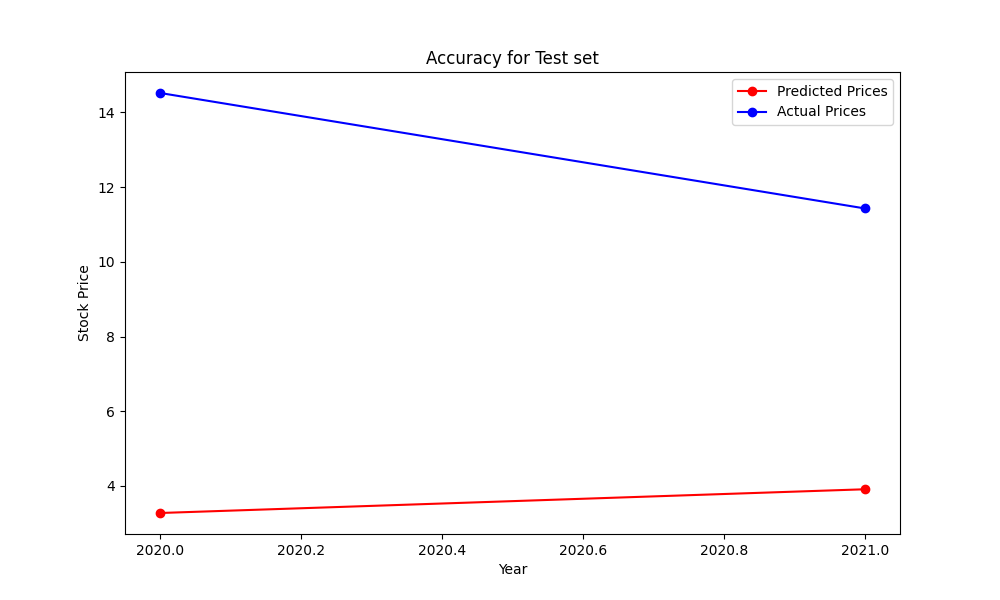 Accuracy for Test set
Predicted Prices
Actual Prices
Stock Price
14
12
10
8
6
4
2020.0 2020.2 2020.4 2020.6 2020.8 2021.0
Year